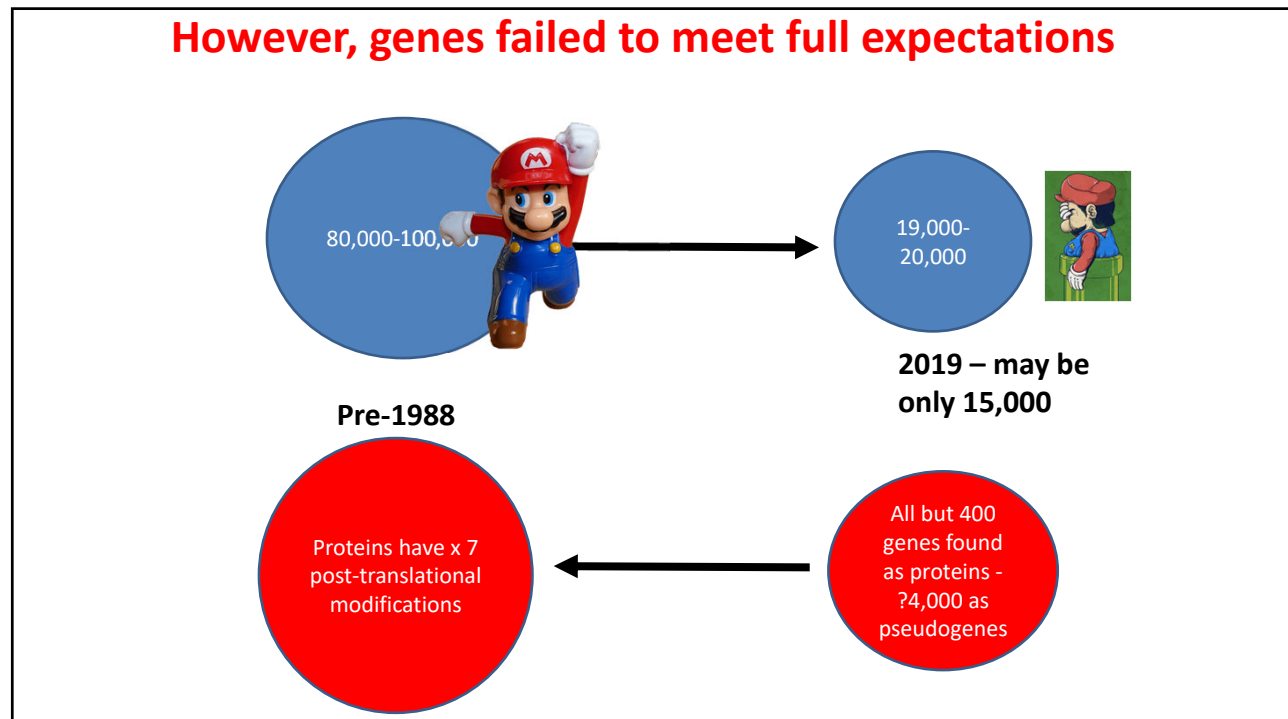 However, genes failed to meet full expectations
M
80,000-100,000
19,000-
20,000
2019 – may be
only 15,000
Pre-1988
Proteins have x 7
post-translational
modifications
All but 400
genes found
as proteins -
?4,000 as
pseudogenes